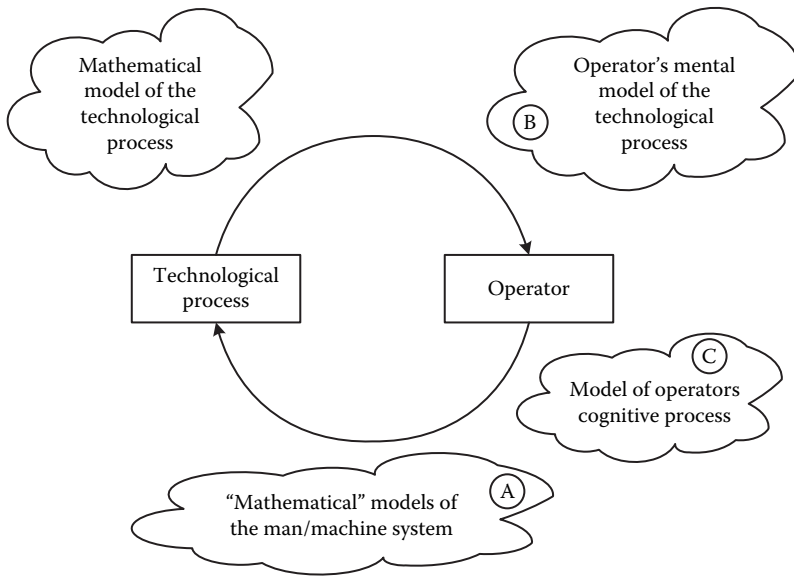 Mathematical
model of the
technological
process
Operator’s mental
model of the
technological
process
B
Technological
process
Operator
C
Model of operators
cognitive process
A
“Mathematical” models of
the man/machine system